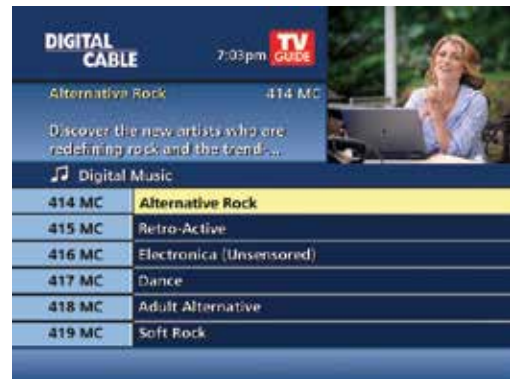 DIGITAL
CABLE
7:03pm TV
GUIDE
Alternative Rock 414 MC
Discover the new artists who are
redefining rock and the trend-...
Digital Music
414 MC Alternative Rock
415 MC Retro-Active
416 MC Electronica (Unsensored)
417 MC Dance
418 MC Adult Alternative
419 MC Soft Rock